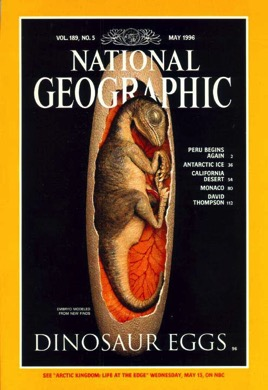 VOL. 189, NO. 5
MAY 1996
NATIONAL
GEOGRAPHIC
PERU BEGINS
AGAIN 2
ANTARCTIC ICE 36
CALIFORNIA
DESERT 54
MONACO 80
DAVID
THOMPSON 113
EMBRYO MODELED
FROM NEW FINDS
DINOSAUR EGGS 96
SEE "ARCTIC KINGDOM: LIFE AT THE EDGE" WEDNESDAY, MAY 15, ON NBC